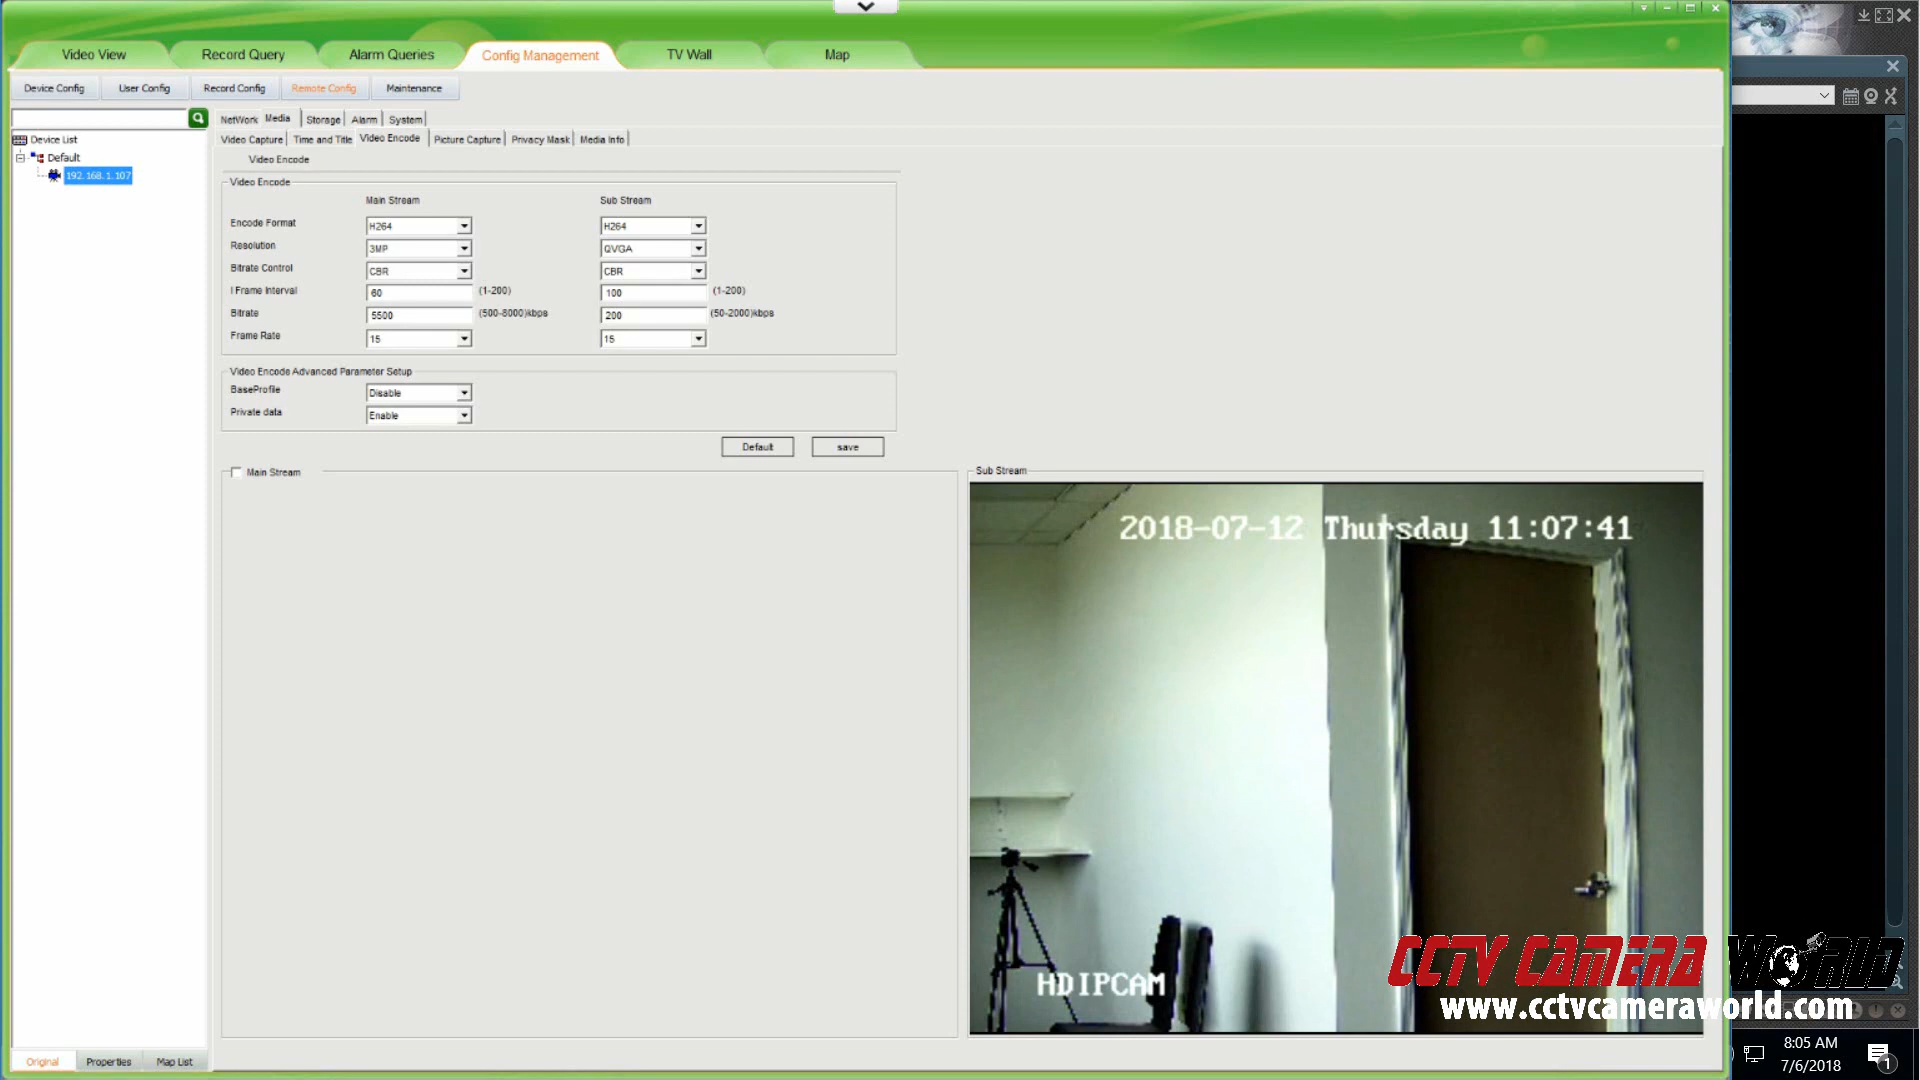 Video View
Record Query
Alarm Queries
Config Management
TV Wall
Map
Device Config
User Config
Record Config
Remote Config
Maintenance
NetWork
Media
Storage
Alarm
System
Video Capture
Time and Title
Video Encode
Picture Capture
Privacy Mask
Media Info
Device List
Default
192.168.1.107
Video Encode
Video Encode
Main Stream
Sub Stream
Encode Format
H264
H264
Resolution
3MP
QVGA
Bitrate Control
CBR
CBR
I Frame Interval
60
(1-200)
100
(1-200)
Bitrate
5500
(500-8000)kbps
200
(50-2000)kbps
Frame Rate
15
15
Video Encode Advanced Parameter Setup
BaseProfile
Disable
Private data
Enable
Default
save
Main Stream
Sub Stream
2018-07-12 Thursday 11:07:41
HDIPCAM
CCTV CAMERA WORLD
www.cctvcameraworld.com
Original
Properties
Map List
8:05 AM
7/6/2018
1